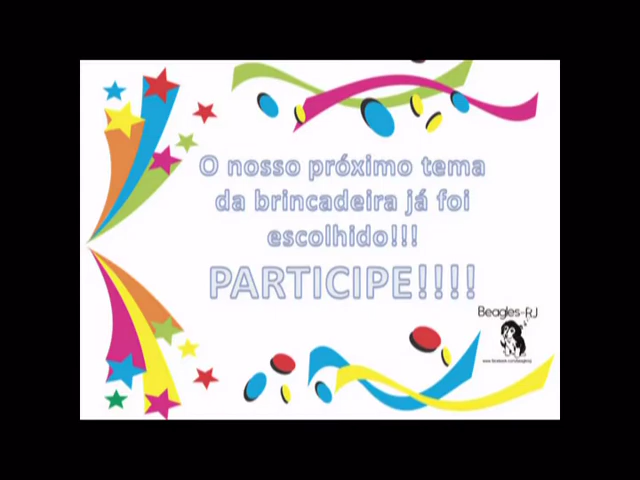 O nosso próximo tema
da brincadeira já foi
escolhido!!!
PARTICIPE!!!!
Beagles-RJ